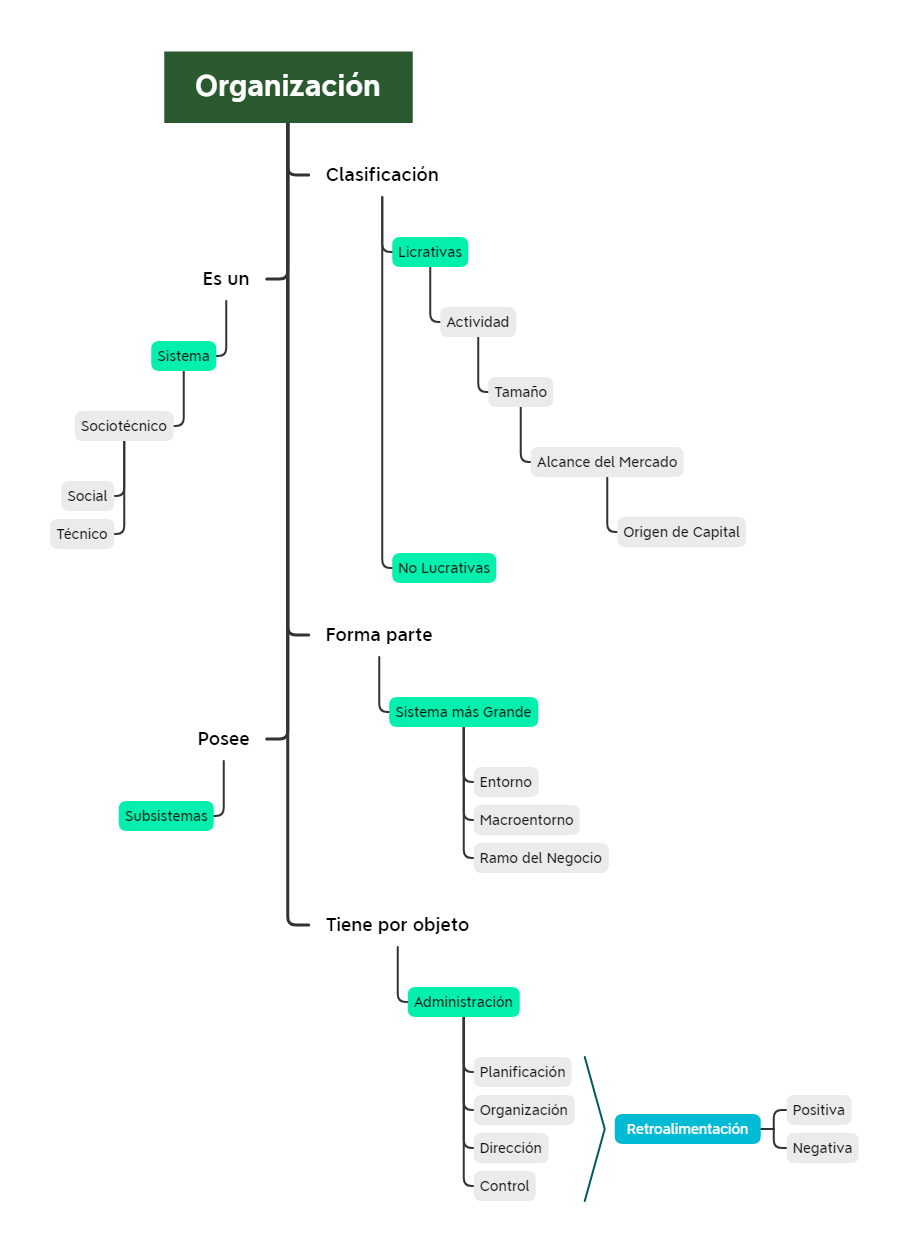 Organización
Clasificación
Licrativas
Actividad
Tamaño
Alcance del Mercado
Origen de Capital
No Lucrativas
Es un
Sistema
Sociotécnico
Social
Técnico
Forma parte
Sistema más Grande
Entorno
Macroentorno
Ramo del Negocio
Posee
Subsistemas
Tiene por objeto
Administración
Planificación
Organización
Dirección
Control
Retroalimentación
Positiva
Negativa